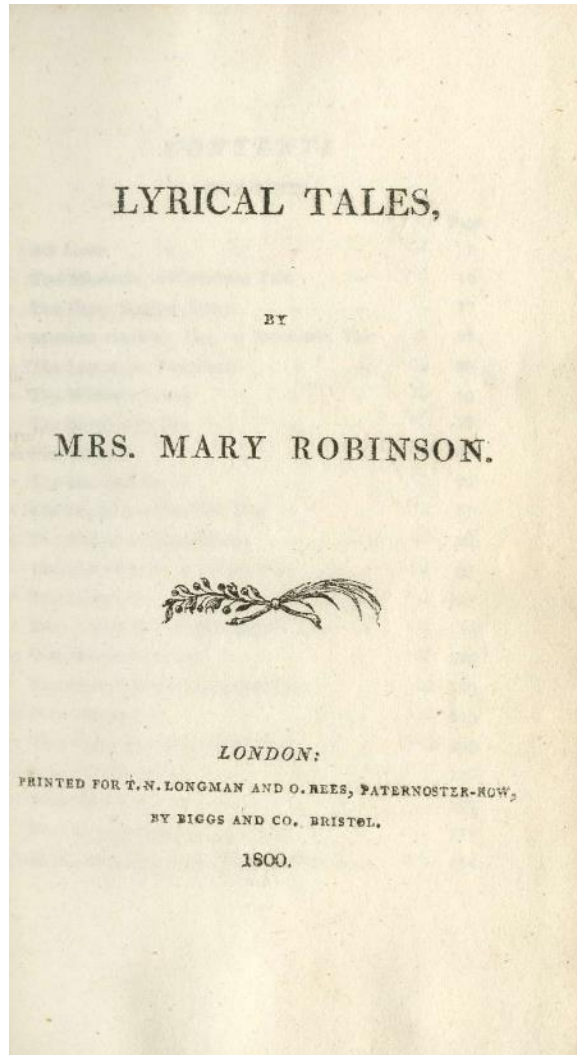 LYRICAL TALES,
BY
MRS. MARY ROBINSON.
LONDON:
PRINTED FOR T. N. LONGMAN AND O. REES, PATERNOSTER-ROW,
BY BIGGS AND CO. BRISTOL.
1800.